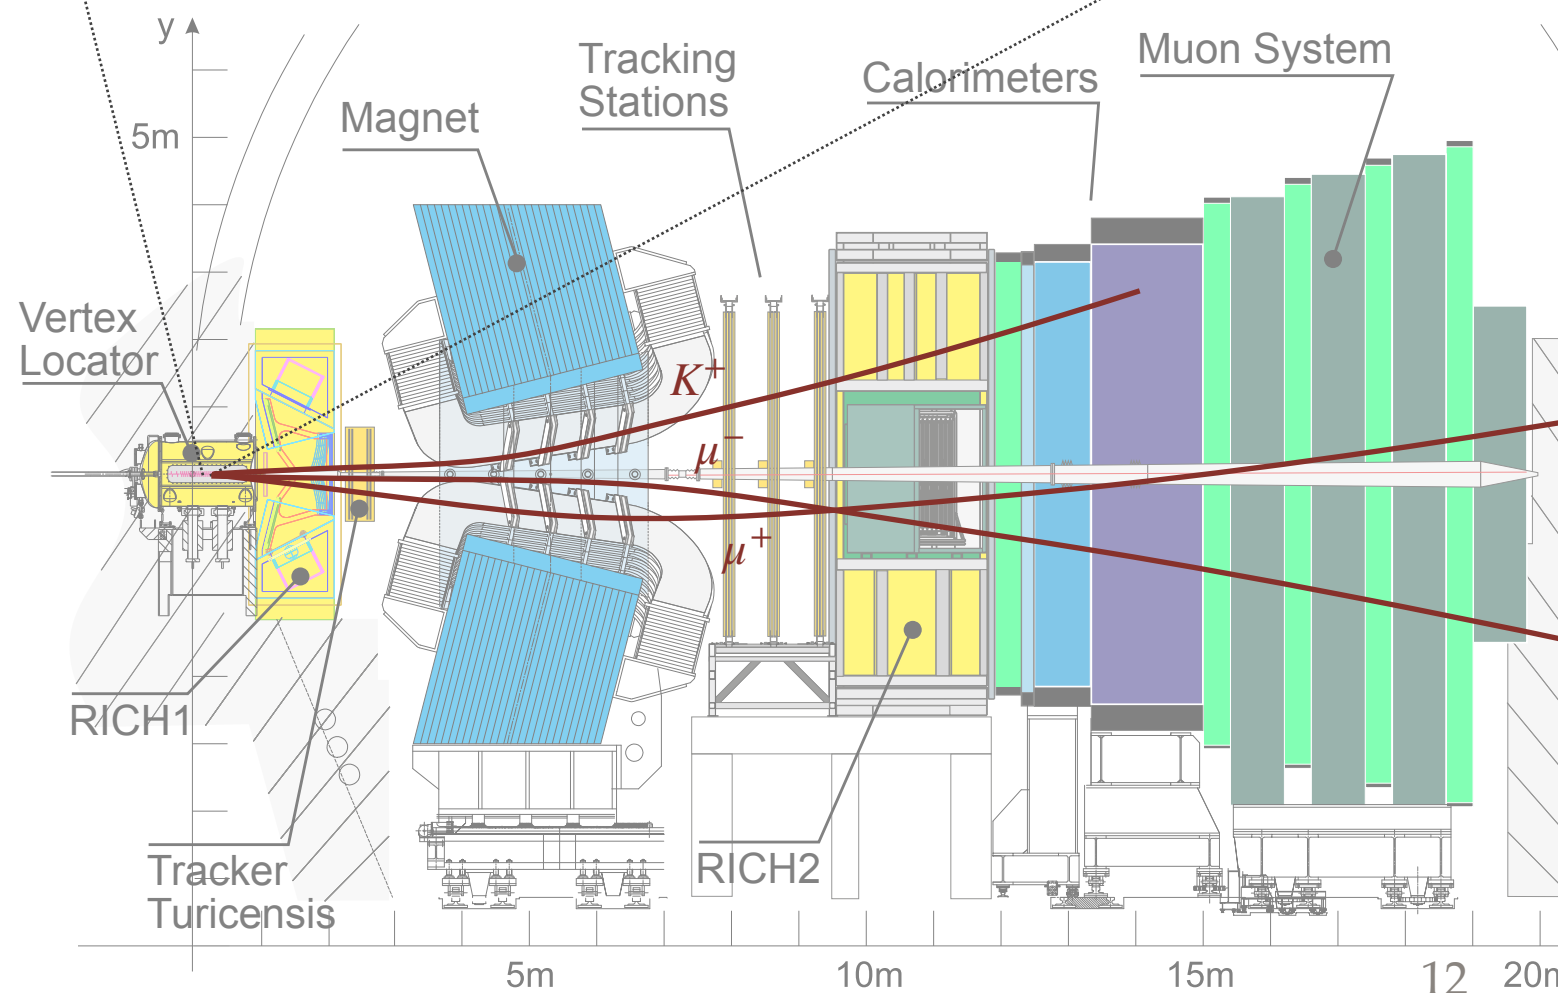 y
5m
Tracking
Stations
Muon System
Calorimeters
Magnet
Vertex
Locator
K+
μ−
μ+
RICH1
RICH2
Tracker
Turicensis
5m
10m
15m
12
20m